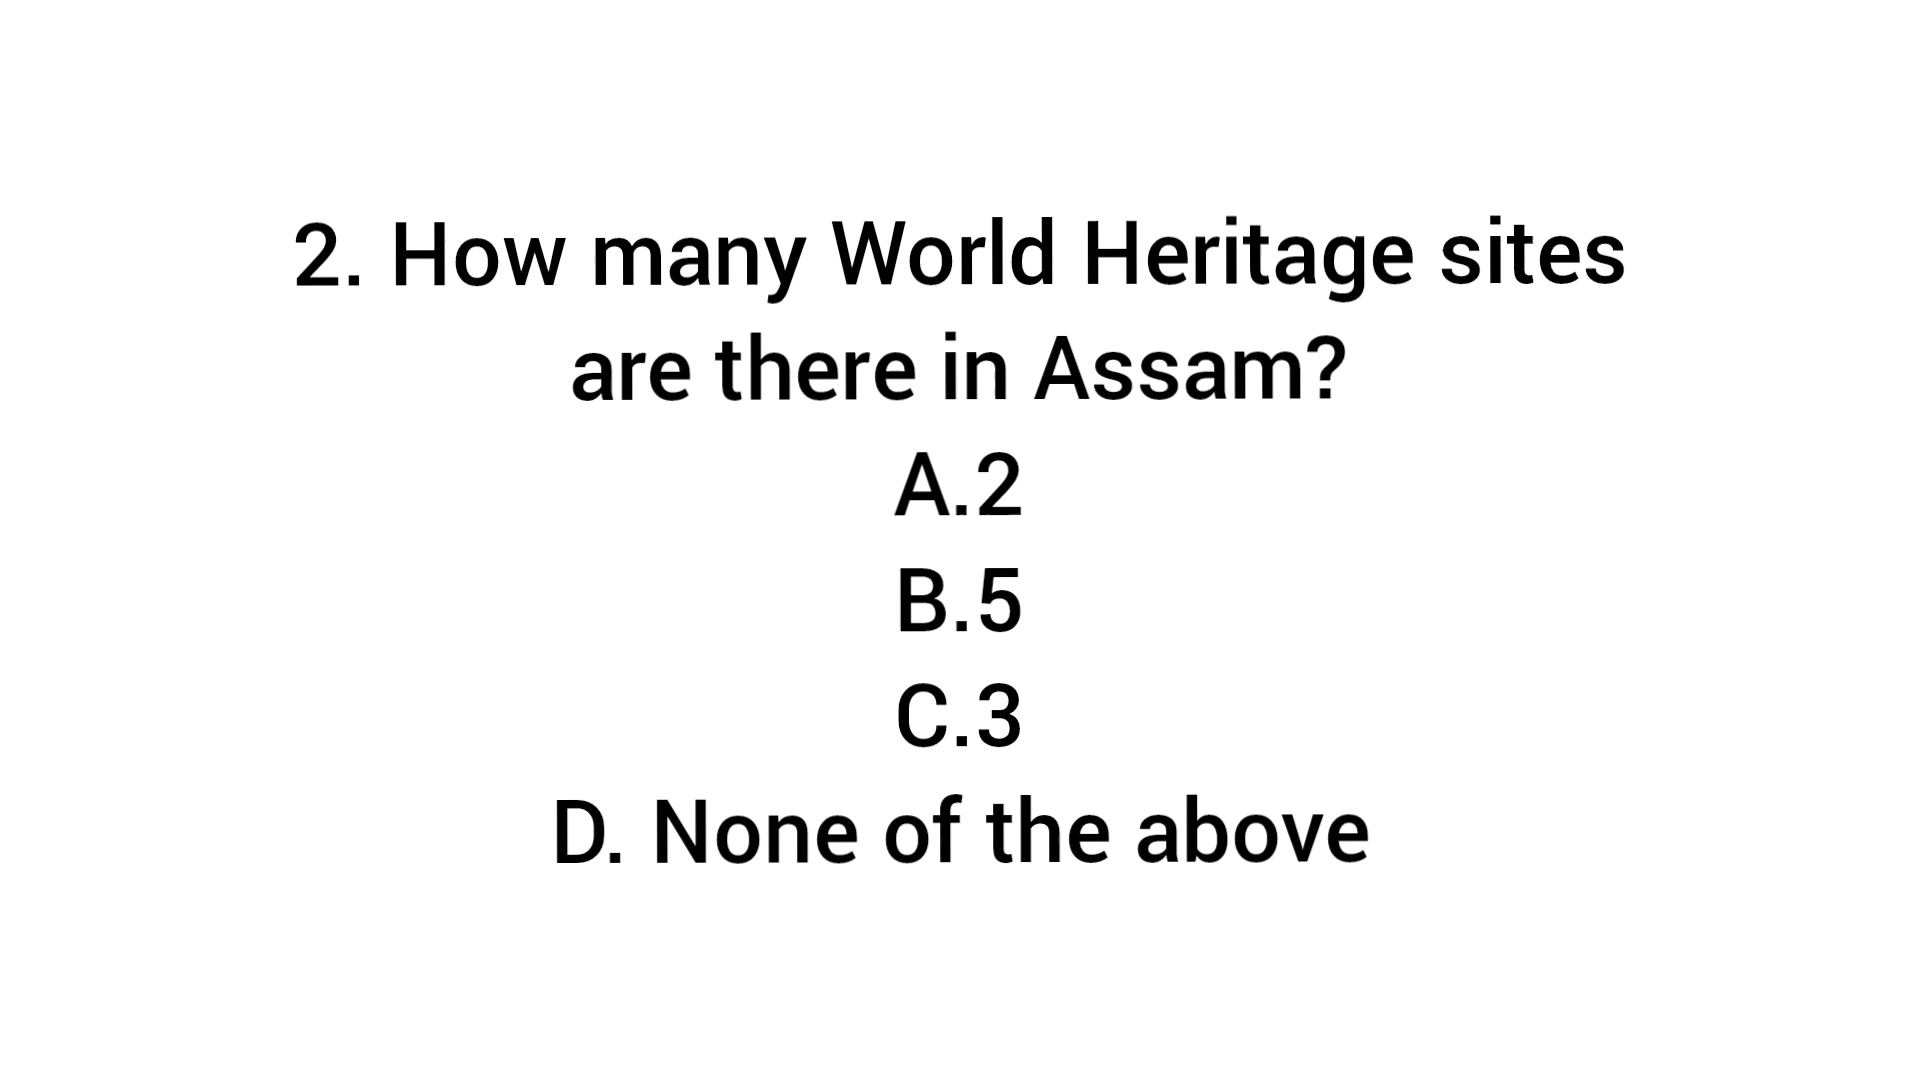 2. How many World Heritage sites
are there in Assam?
A.2
B.5
C.3
D. None of the above